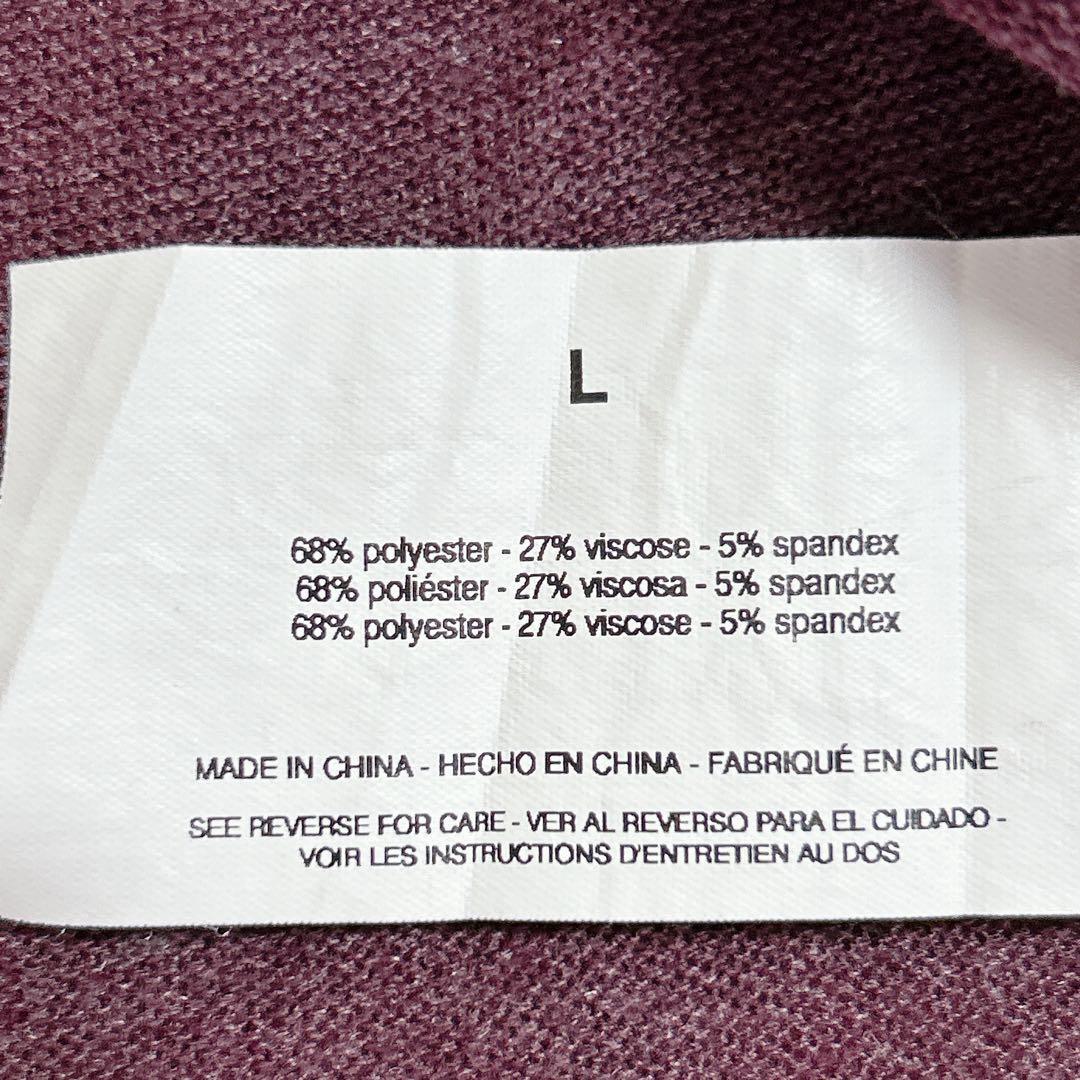 L
68% polyester - 27% viscose - 5% spandex
68% poliéster - 27% viscosa - 5% spandex
68% polyester - 27% viscose - 5% spandex
MADE IN CHINA - HECHO EN CHINA - FABRIQUÉ EN CHINE
SEE REVERSE FOR CARE - VER AL REVERSO PARA EL CUIDADO -
VOIR LES INSTRUCTIONS D'ENTRETIEN AU DOS